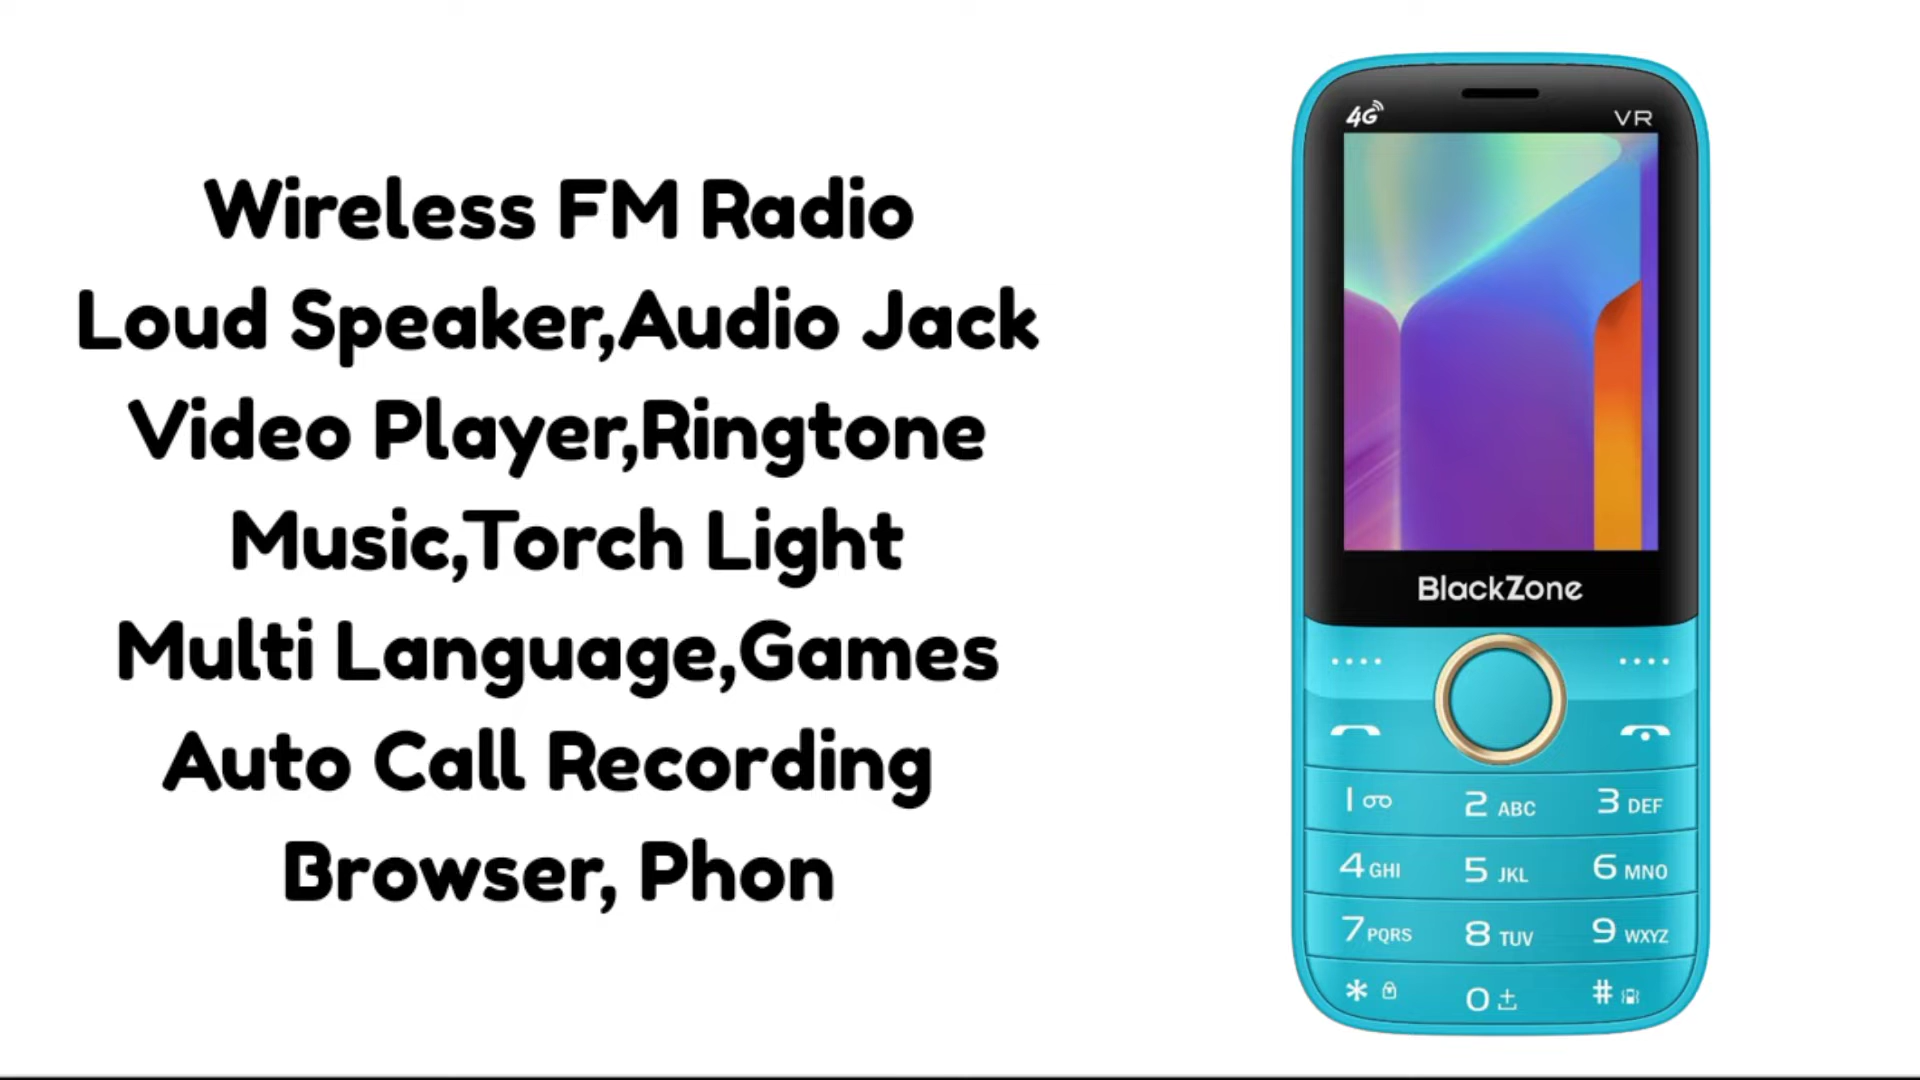 Wireless FM Radio
Loud Speaker,Audio Jack
Video Player,Ringtone
Music,Torch Light
Multi Language,Games
Auto Call Recording
Browser, Phon
4G VR
BlackZone
1 2 ABC 3 DEF
4 GHI 5 JKL 6 MNO
7 PQRS 8 TUV 9 WXYZ
* 0 #